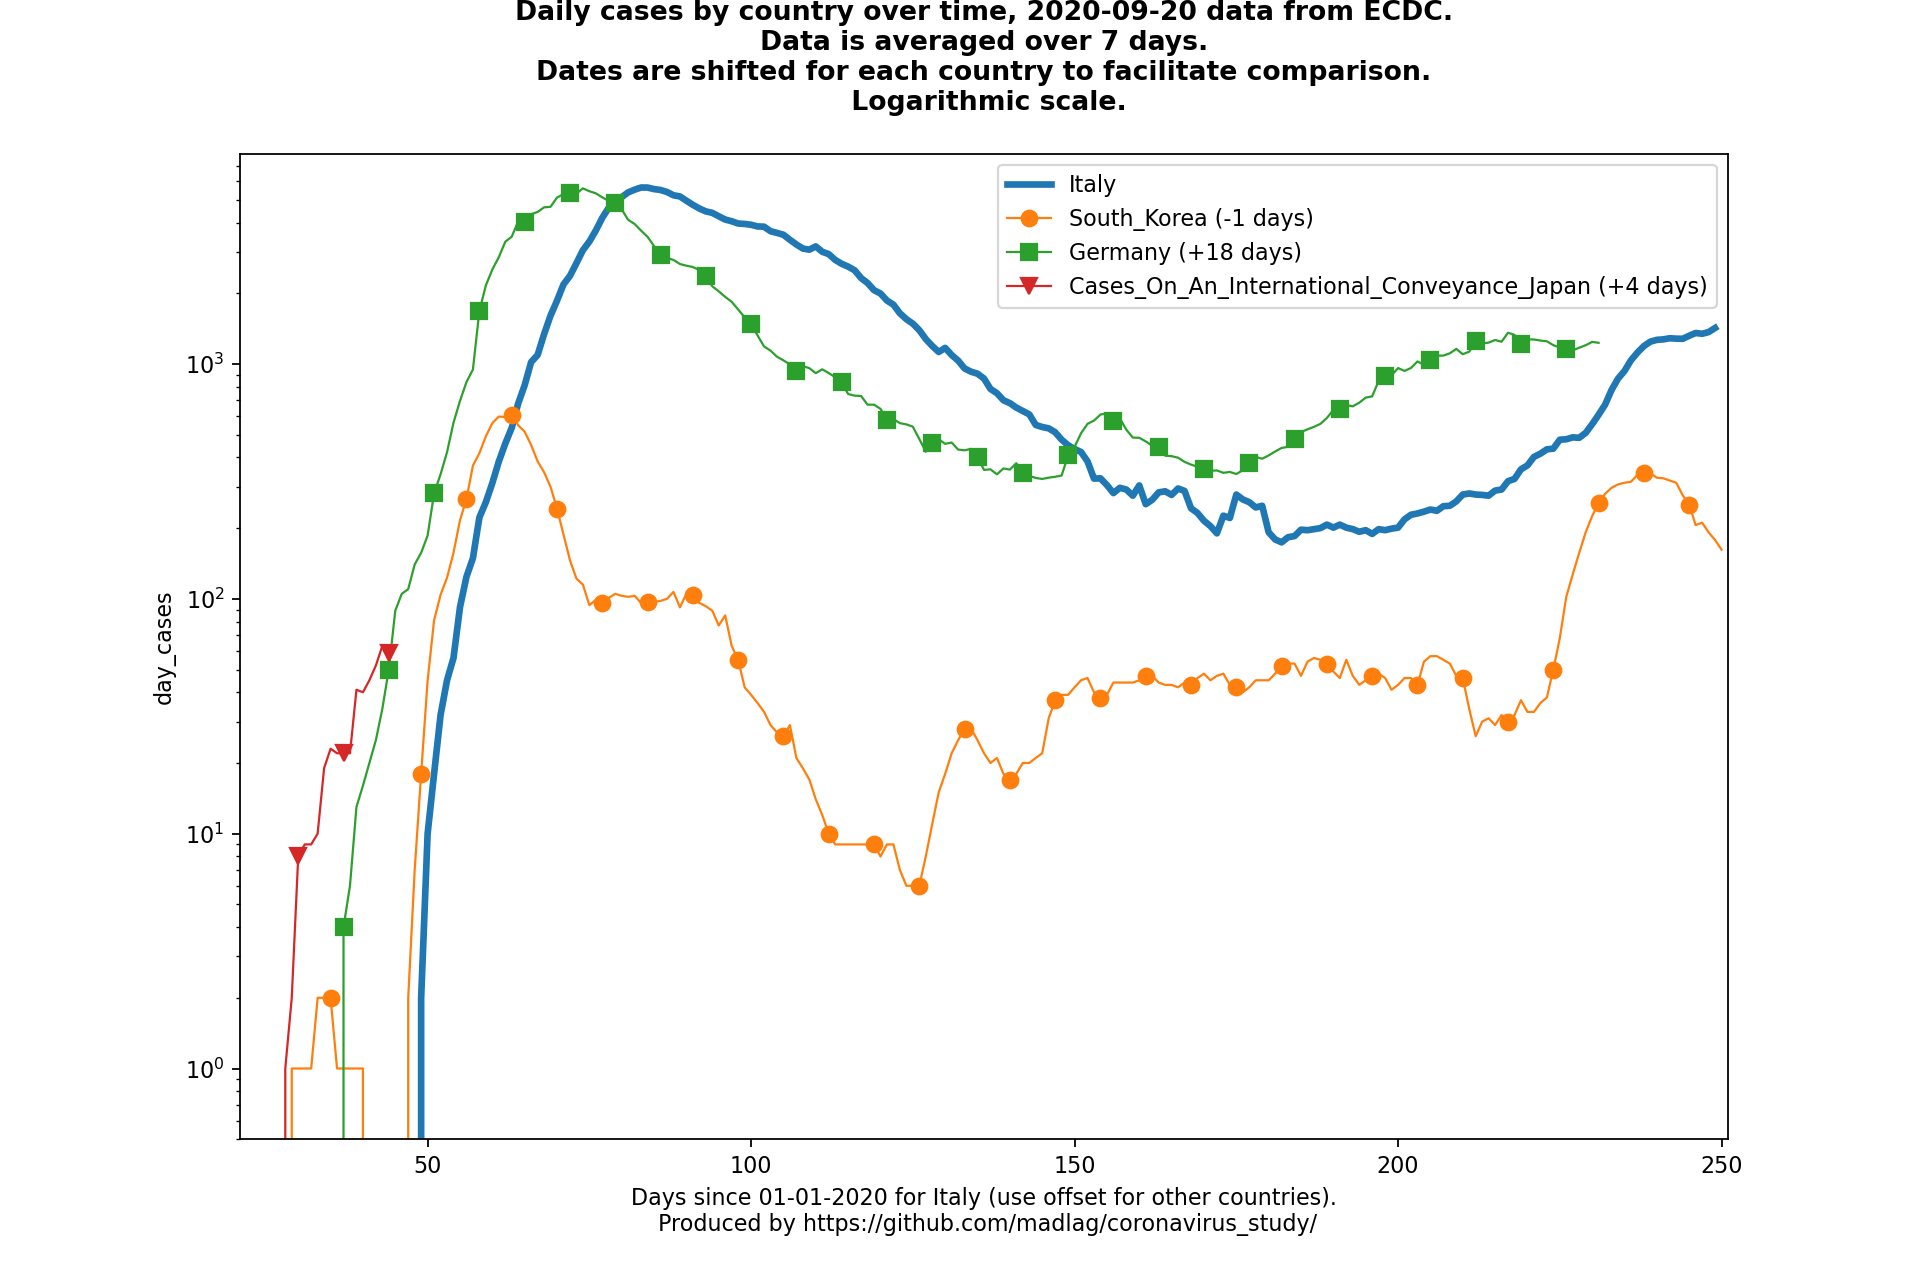 Daily cases by country over time, 2020-09-20 data from ECDC.
Data is averaged over 7 days.
Dates are shifted for each country to facilitate comparison.
Logarithmic scale.
Italy
South_Korea (-1 days)
Germany (+18 days)
Cases_On_An_International_Conveyance_Japan (+4 days)
day_cases
10³
10²
10¹
10⁰
50 100 150 200 250
Days since 01-01-2020 for Italy (use offset for other countries).
Produced by https://github.com/madlag/coronavirus_study/